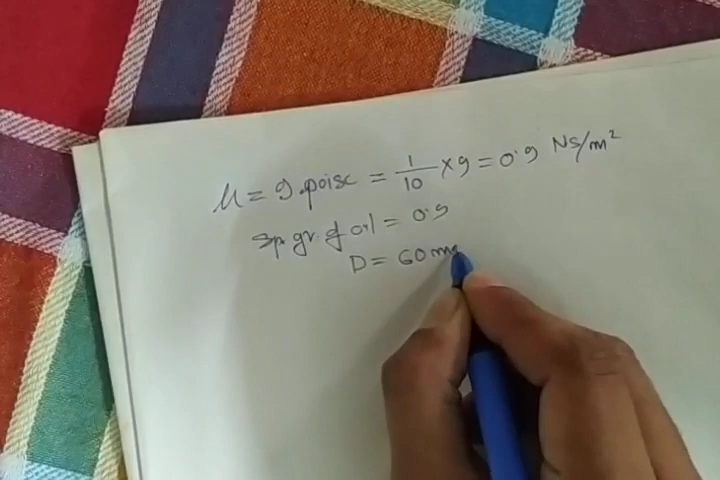 μ = 9 poise = 1/10 × 9 = 0.9 Ns/m²
Sp. gr. of oil = 0.9
D = 60 mm